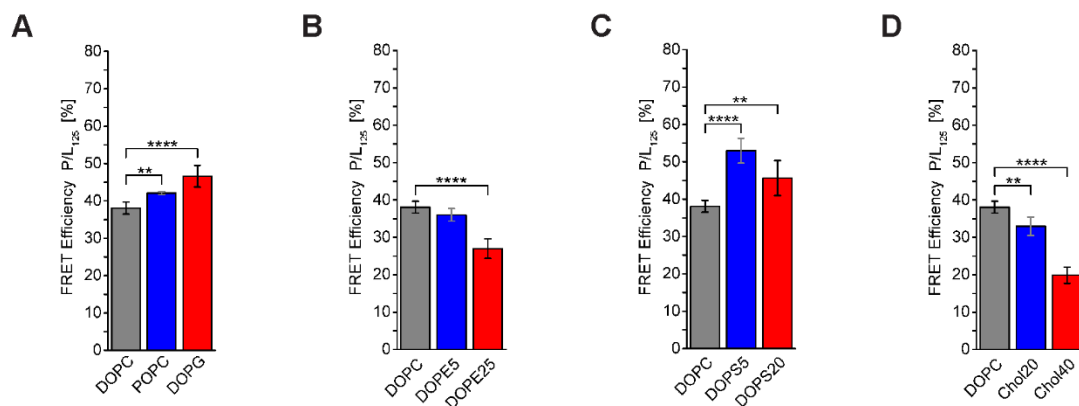 A
B
C
D
FRET Efficiency P/L125 [%]
80
70
60
50
40
30
20
10
0
****
**
DOPC
POPC
DOPG
FRET Efficiency P/L125 [%]
80
70
60
50
40
30
20
10
0
****
DOPC
DOPE5
DOPE25
FRET Efficiency P/L125 [%]
80
70
60
50
40
30
20
10
0
**
****
DOPC
DOPS5
DOPS20
FRET Efficiency P/L125 [%]
80
70
60
50
40
30
20
10
0
****
**
DOPC
Chol20
Chol40